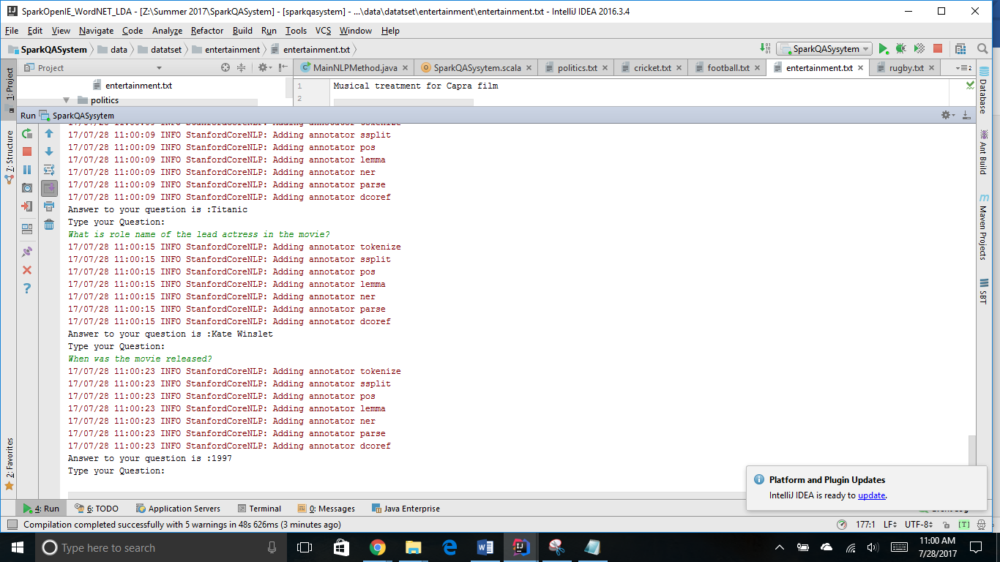 SparkOpenIE_WordNET_LDA - [Z:\Summer 2017\SparkQASystem] - [sparkqasystem] - ...\data\datatset\entertainment\entertainment.txt - IntelliJ IDEA 2016.3.4
File Edit View Navigate Code Analyze Refactor Build Run Tools VCS Window Help
SparkQASystem data datatset entertainment entertainment.txt SparkQASysytem
1: Project
Project
MainNLPMethod.java SparkQASysytem.scala politics.txt cricket.txt football.txt entertainment.txt rugby.txt 2
entertainment.txt
politics
1 Musical treatment for Capra film
2
Run SparkQASysytem
17/07/28 11:00:09 INFO StanfordCoreNLP: Adding annotator tokenize
17/07/28 11:00:09 INFO StanfordCoreNLP: Adding annotator ssplit
17/07/28 11:00:09 INFO StanfordCoreNLP: Adding annotator pos
17/07/28 11:00:09 INFO StanfordCoreNLP: Adding annotator lemma
17/07/28 11:00:09 INFO StanfordCoreNLP: Adding annotator ner
17/07/28 11:00:09 INFO StanfordCoreNLP: Adding annotator parse
17/07/28 11:00:09 INFO StanfordCoreNLP: Adding annotator dcoref
Answer to your question is :Titanic
Type your Question:
What is role name of the lead actress in the movie?
17/07/28 11:00:15 INFO StanfordCoreNLP: Adding annotator tokenize
17/07/28 11:00:15 INFO StanfordCoreNLP: Adding annotator ssplit
17/07/28 11:00:15 INFO StanfordCoreNLP: Adding annotator pos
17/07/28 11:00:15 INFO StanfordCoreNLP: Adding annotator lemma
17/07/28 11:00:15 INFO StanfordCoreNLP: Adding annotator ner
17/07/28 11:00:15 INFO StanfordCoreNLP: Adding annotator parse
17/07/28 11:00:15 INFO StanfordCoreNLP: Adding annotator dcoref
Answer to your question is :Kate Winslet
Type your Question:
When was the movie released?
17/07/28 11:00:23 INFO StanfordCoreNLP: Adding annotator tokenize
17/07/28 11:00:23 INFO StanfordCoreNLP: Adding annotator ssplit
17/07/28 11:00:23 INFO StanfordCoreNLP: Adding annotator pos
17/07/28 11:00:23 INFO StanfordCoreNLP: Adding annotator lemma
17/07/28 11:00:23 INFO StanfordCoreNLP: Adding annotator ner
17/07/28 11:00:23 INFO StanfordCoreNLP: Adding annotator parse
17/07/28 11:00:23 INFO StanfordCoreNLP: Adding annotator dcoref
Answer to your question is :1997
Type your Question:
Z: Structure
2: Favorites
Database
Ant Build
m Maven Projects
SBT
Platform and Plugin Updates
IntelliJ IDEA is ready to update.
4: Run 6: TODO Application Servers Terminal 0: Messages Java Enterprise Event Log
Compilation completed successfully with 5 warnings in 48s 626ms (3 minutes ago) 177:1 LF UTF-8 [T]
Type here to search
11:00 AM
7/28/2017